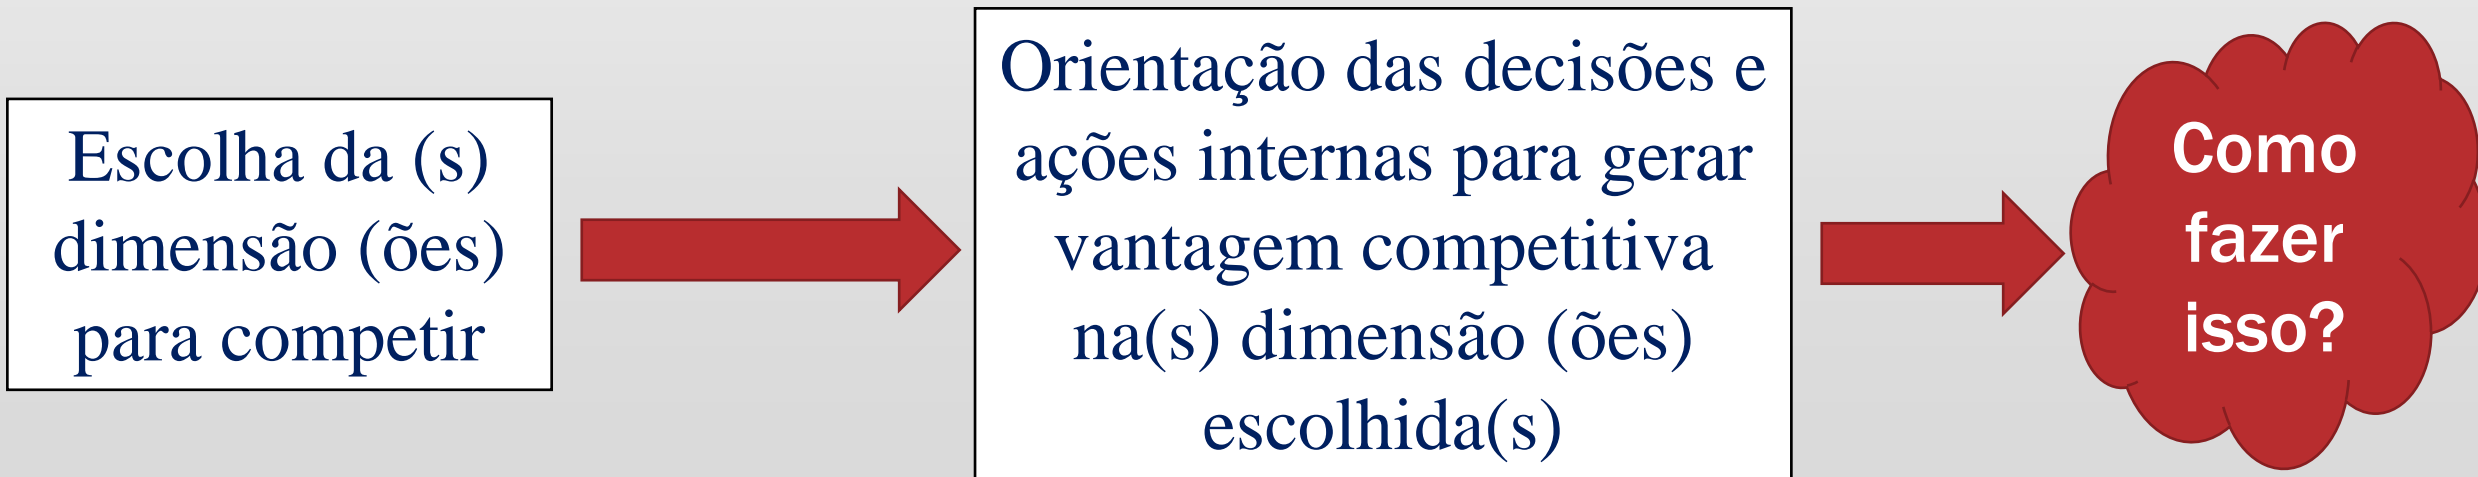 Escolha da (s)
dimensão (ões)
para competir
Orientação das decisões e
ações internas para gerar
vantagem competitiva
na(s) dimensão (ões)
escolhida(s)
Como
fazer
isso?